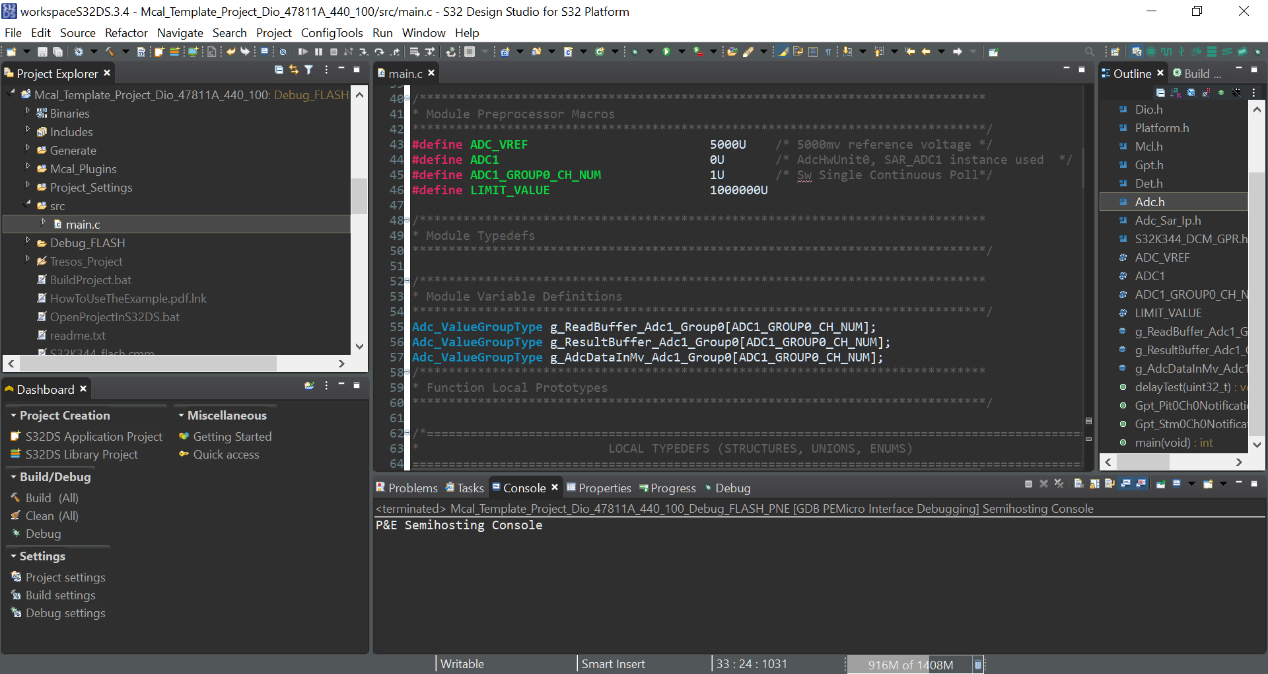 workspaceS32DS.3.4 - Mcal_Template_Project_Dio_47811A_440_100/src/main.c - S32 Design Studio for S32 Platform
File Edit Source Refactor Navigate Search Project ConfigTools Run Window Help
Project Explorer
Mcal_Template_Project_Dio_47811A_440_100: Debug_FLASH
Binaries
Includes
Generate
Mcal_Plugins
Project_Settings
src
main.c
Debug_FLASH
Tresos_Project
BuildProject.bat
HowToUseTheExample.pdf.lnk
OpenProjectInS32DS.bat
readme.txt
S32K344_flash.cmm
Dashboard
Project Creation
S32DS Application Project
S32DS Library Project
Build/Debug
Build (All)
Clean (All)
Debug
Settings
Project settings
Build settings
Debug settings
Miscellaneous
Getting Started
Quick access
main.c
40 /***************************************************************************************
41 * Module Preprocessor Macros
42 ****************************************************************************************/
43 #define ADC_VREF 5000U /* 5000mv reference voltage */
44 #define ADC1 0U /* AdcHwUnit0, SAR_ADC1 instance used */
45 #define ADC1_GROUP0_CH_NUM 1U /* Sw Single Continuous Poll*/
46 #define LIMIT_VALUE 1000000U
47
48 /***************************************************************************************
49 * Module Typedefs
50 ****************************************************************************************/
51
52 /***************************************************************************************
53 * Module Variable Definitions
54 ****************************************************************************************/
55 Adc_ValueGroupType g_ReadBuffer_Adc1_Group0[ADC1_GROUP0_CH_NUM];
56 Adc_ValueGroupType g_ResultBuffer_Adc1_Group0[ADC1_GROUP0_CH_NUM];
57 Adc_ValueGroupType g_AdcDataInMv_Adc1_Group0[ADC1_GROUP0_CH_NUM];
58 /***************************************************************************************
59 * Function Local Prototypes
60 ****************************************************************************************/
61
62 /*==================================================================================================
63 * LOCAL TYPEDEFS (STRUCTURES, UNIONS, ENUMS)
64 ====================================================================================================
Outline
Build ...
Dio.h
Platform.h
Mcl.h
Gpt.h
Det.h
Adc.h
Adc_Sar_Ip.h
S32K344_DCM_GPR.h
ADC_VREF
ADC1
ADC1_GROUP0_CH_N
LIMIT_VALUE
g_ReadBuffer_Adc1_G
g_ResultBuffer_Adc1_
g_AdcDataInMv_Adc1
delayTest(uint32_t) : v
Gpt_Pit0Ch0Notificati
Gpt_Stm0Ch0Notifica
main(void) : int
Problems Tasks Console Properties Progress Debug
<terminated> Mcal_Template_Project_Dio_47811A_440_100_Debug_FLASH_PNE [GDB PEMicro Interface Debugging] Semihosting Console
P&E Semihosting Console
Writable Smart Insert 33 : 24 : 1031 916M of 1408M